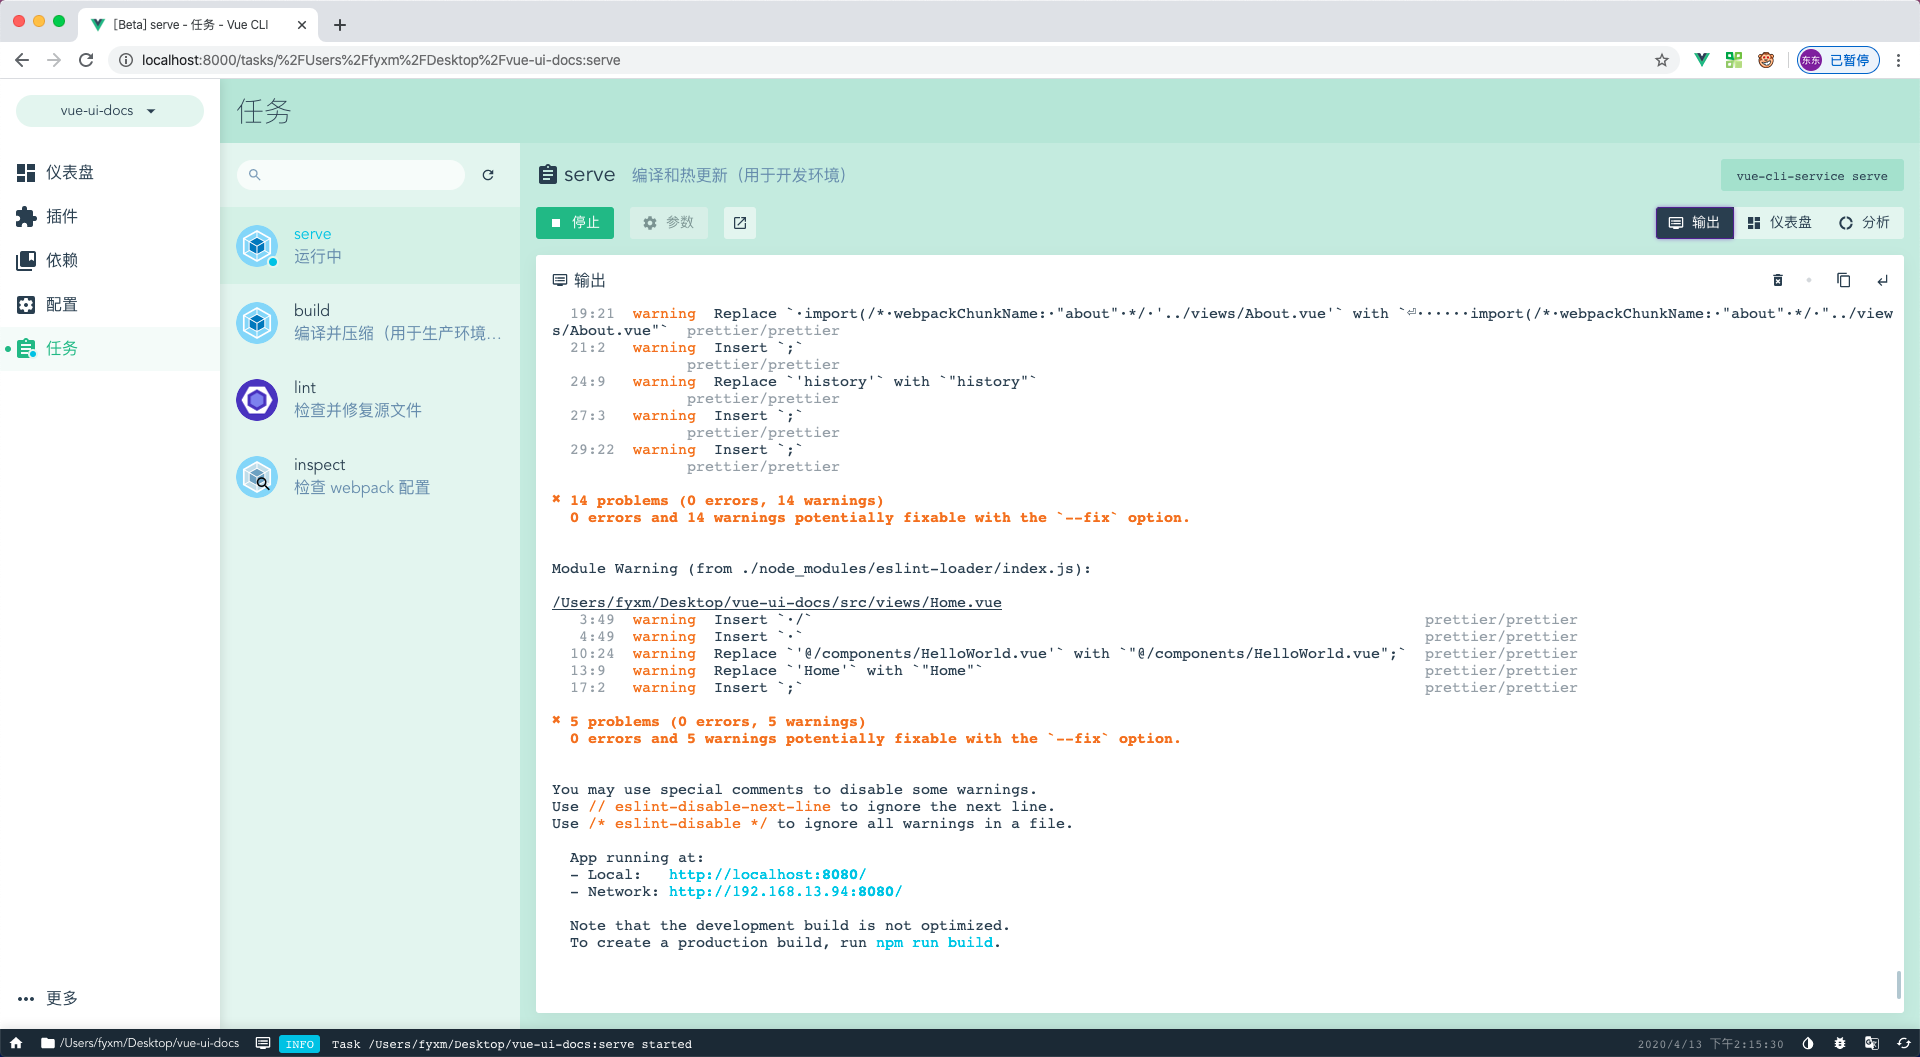 [Beta] serve - 任务 - Vue CLI
localhost:8000/tasks/%2FUsers%2Ffyxm%2FDesktop%2Fvue-ui-docs:serve
东东 已暂停
vue-ui-docs
任务
仪表盘
插件
依赖
配置
任务
更多
serve
运行中
build
编译并压缩（用于生产环境...
lint
检查并修复源文件
inspect
检查 webpack 配置
serve 编译和热更新（用于开发环境）
vue-cli-service serve
停止 参数
输出 仪表盘 分析
输出
19:21 warning Replace `·import(/*·webpackChunkName:·"about"·*/·'../views/About.vue'` with `⏎······import(/*·webpackChunkName:·"about"·*/·"../view
s/About.vue"` prettier/prettier
21:2 warning Insert `;`
prettier/prettier
24:9 warning Replace `'history'` with `"history"`
prettier/prettier
27:3 warning Insert `;`
prettier/prettier
29:22 warning Insert `;`
prettier/prettier
✖ 14 problems (0 errors, 14 warnings)
0 errors and 14 warnings potentially fixable with the `--fix` option.
Module Warning (from ./node_modules/eslint-loader/index.js):
/Users/fyxm/Desktop/vue-ui-docs/src/views/Home.vue
3:49 warning Insert `·/` prettier/prettier
4:49 warning Insert `·` prettier/prettier
10:24 warning Replace `'@/components/HelloWorld.vue'` with `"@/components/HelloWorld.vue";` prettier/prettier
13:9 warning Replace `'Home'` with `"Home"` prettier/prettier
17:2 warning Insert `;` prettier/prettier
✖ 5 problems (0 errors, 5 warnings)
0 errors and 5 warnings potentially fixable with the `--fix` option.
You may use special comments to disable some warnings.
Use // eslint-disable-next-line to ignore the next line.
Use /* eslint-disable */ to ignore all warnings in a file.
App running at:
- Local: http://localhost:8080/
- Network: http://192.168.13.94:8080/
Note that the development build is not optimized.
To create a production build, run npm run build.
/Users/fyxm/Desktop/vue-ui-docs INFO Task /Users/fyxm/Desktop/vue-ui-docs:serve started 2020/4/13 下午2:15:30